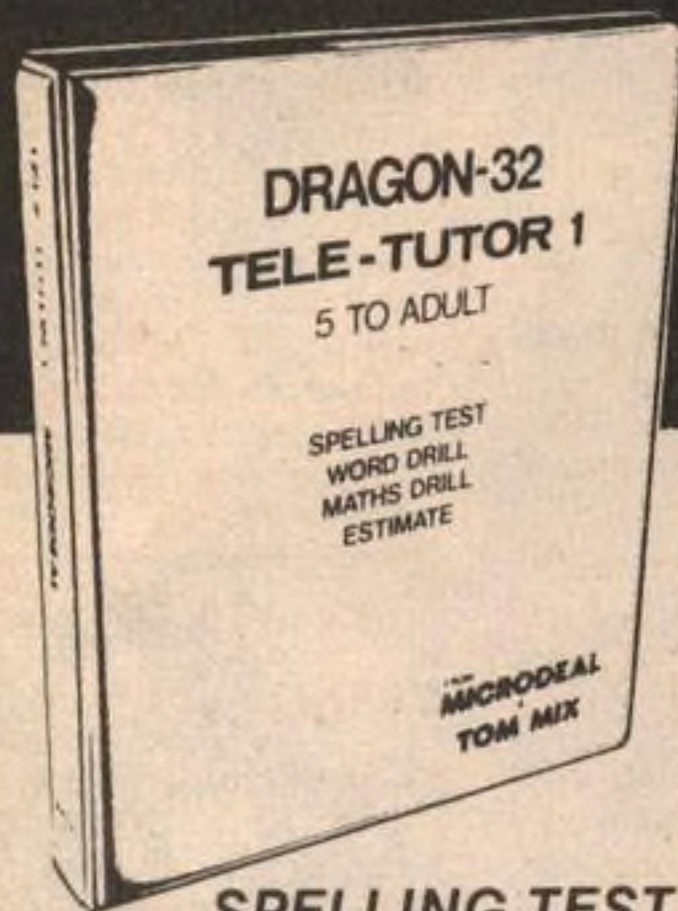 DRAGON-32
TELE-TUTOR 1
5 TO ADULT
SPELLING TEST
WORD DRILL
MATHS DRILL
ESTIMATE
MICRODEAL
TOM MIX
SPELLING TEST